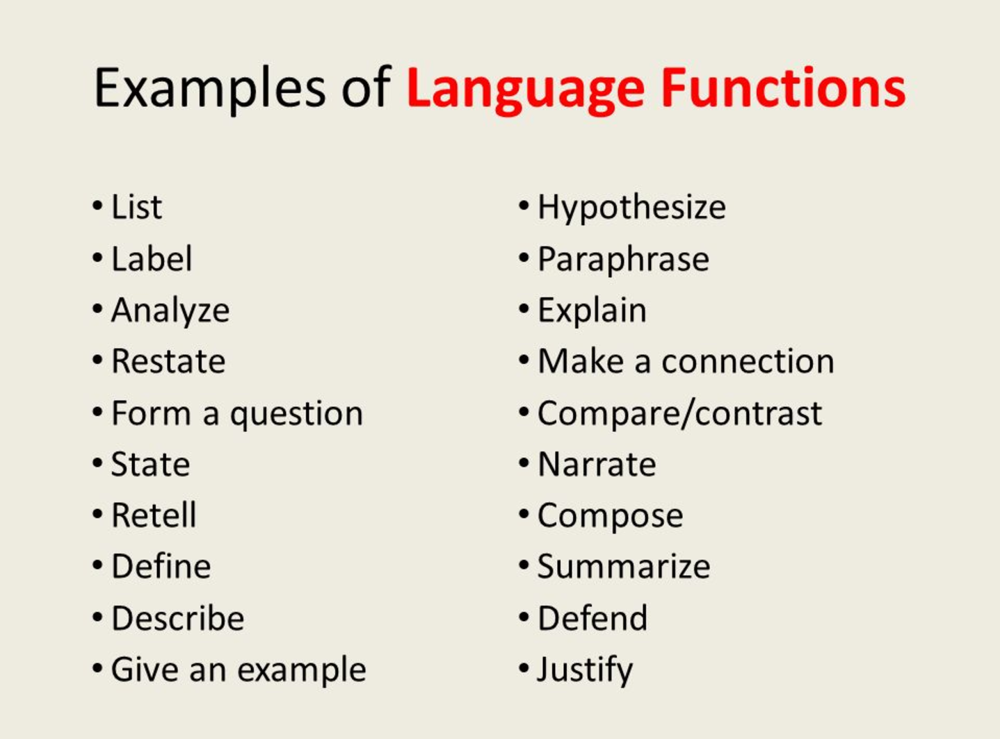 Examples of Language Functions
• List
• Label
• Analyze
• Restate
• Form a question
• State
• Retell
• Define
• Describe
• Give an example
• Hypothesize
• Paraphrase
• Explain
• Make a connection
• Compare/contrast
• Narrate
• Compose
• Summarize
• Defend
• Justify